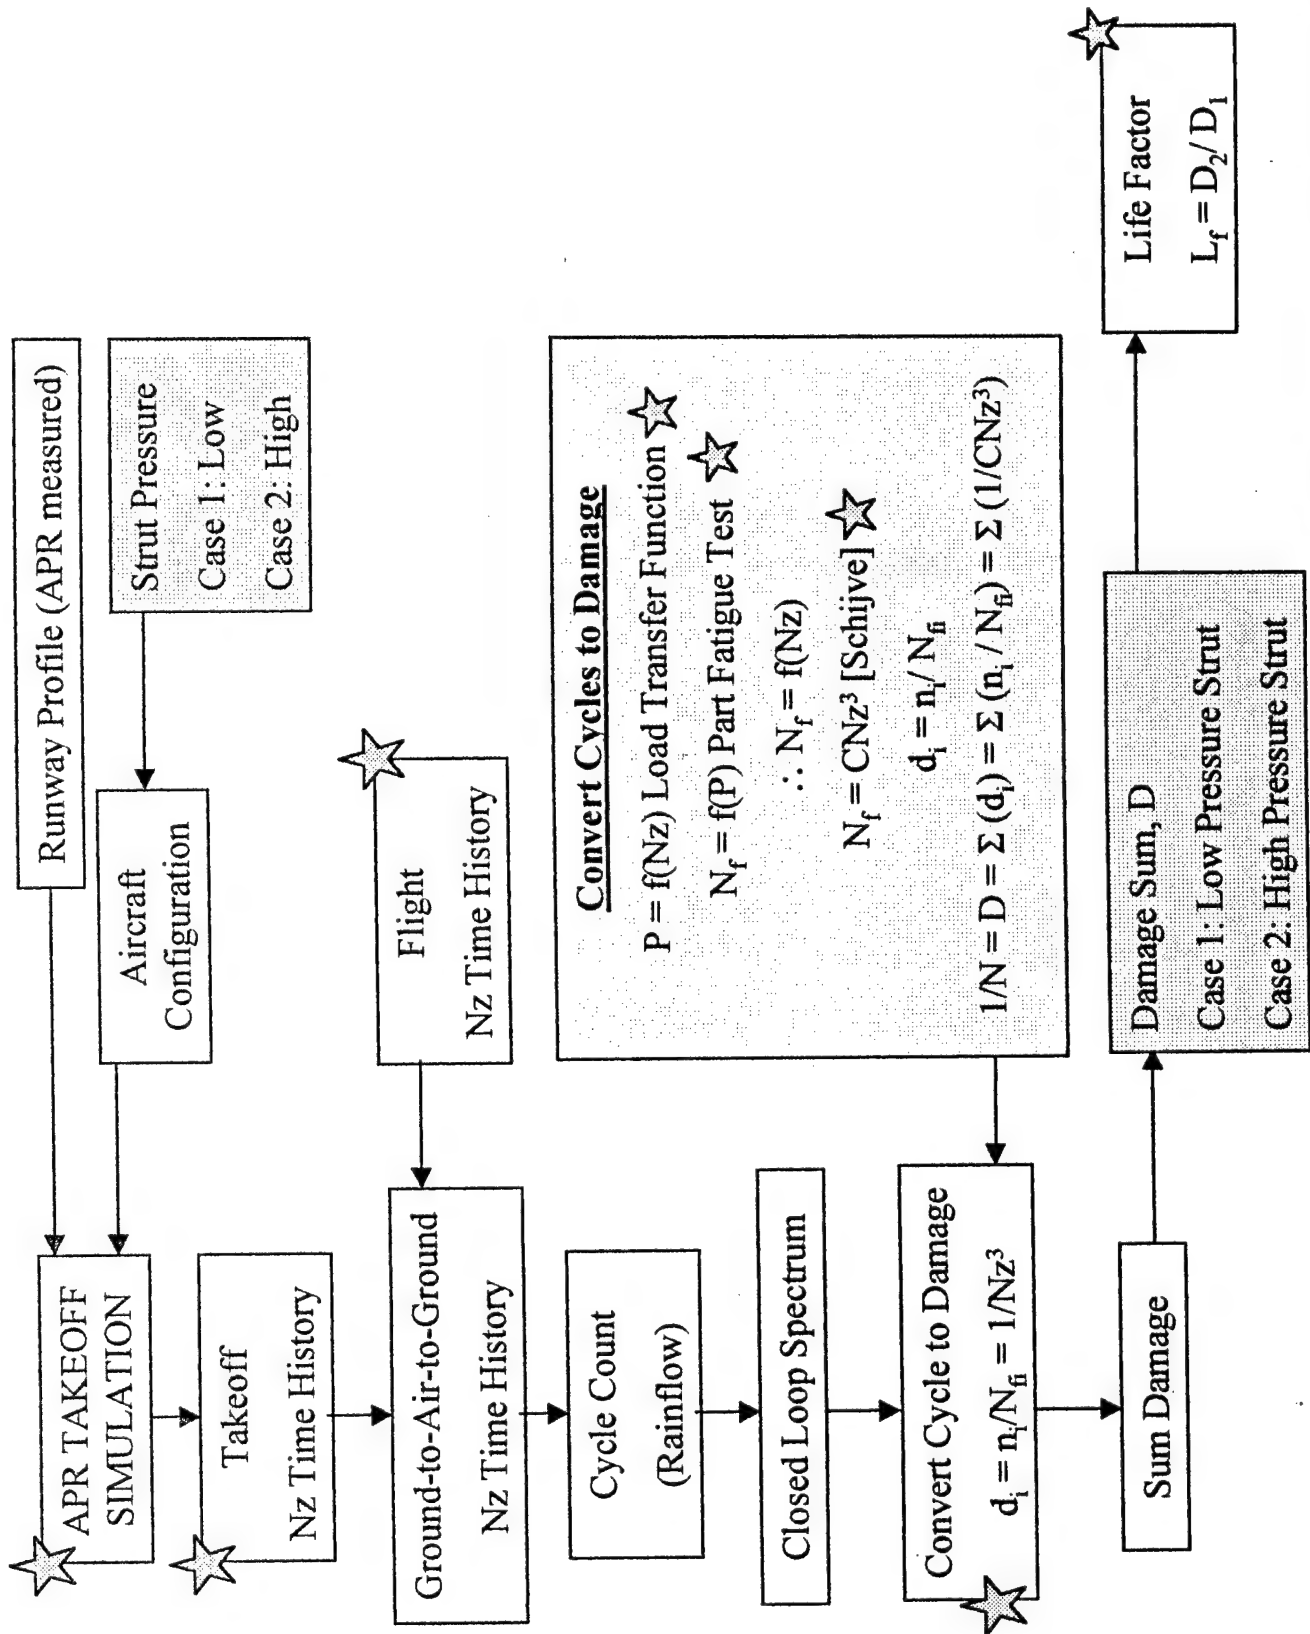 Runway Profile (APR measured)
Strut Pressure
Case 1: Low
Case 2: High
Aircraft
Configuration
APR TAKEOFF
SIMULATION
Takeoff
Nz Time History
Flight
Nz Time History
Ground-to-Air-to-Ground
Nz Time History
Cycle Count
(Rainflow)
Closed Loop Spectrum
Convert Cycles to Damage
P = f(Nz) Load Transfer Function
N_f = f(P) Part Fatigue Test
∴ N_f = f(Nz)
N_f = CNz³ [Schijve]
d_i = n_i/ N_fi
1/N = D = Σ (d_i) = Σ (n_i / N_fi) = Σ (1/CNz³)
Convert Cycle to Damage
d_i = n_i/N_fi = 1/Nz³
Sum Damage
Damage Sum, D
Case 1: Low Pressure Strut
Case 2: High Pressure Strut
Life Factor
L_f = D₂/ D₁